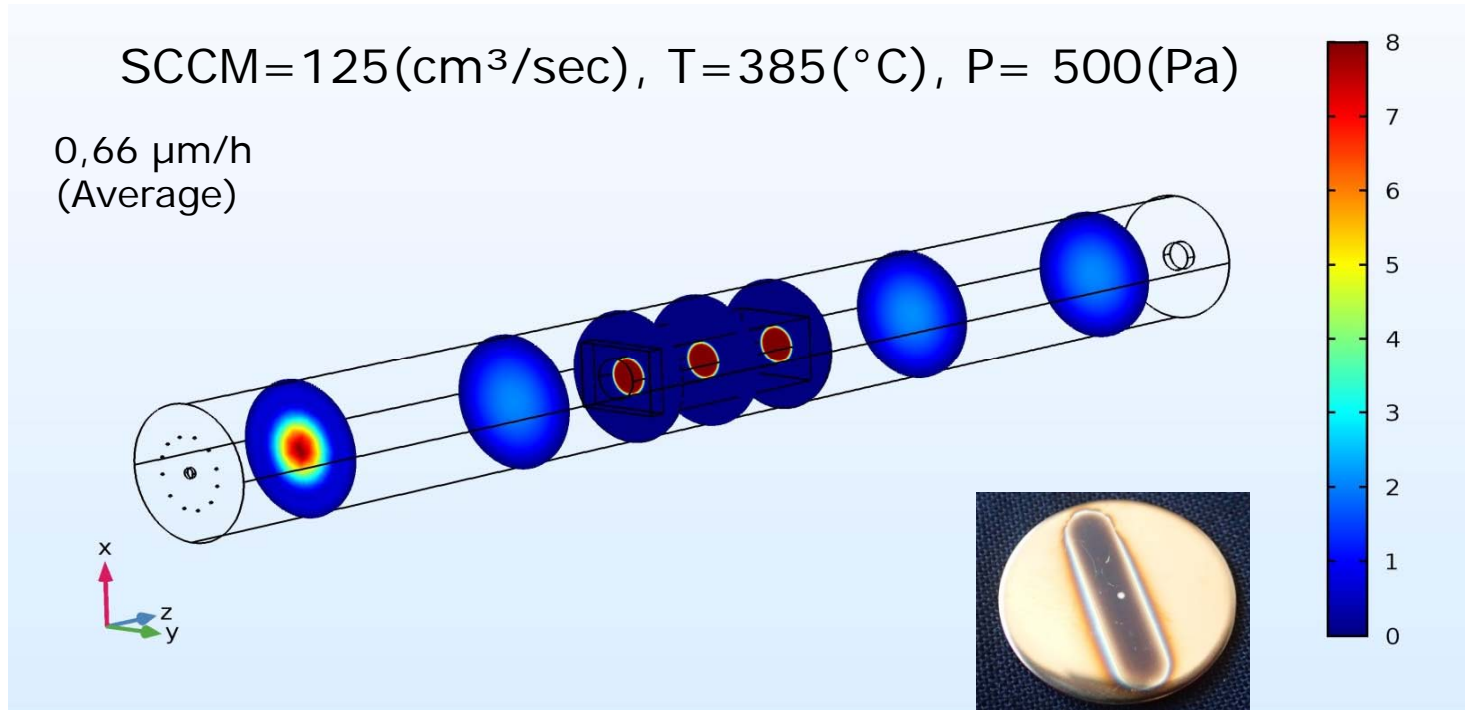 SCCM=125(cm³/sec), T=385(°C), P= 500(Pa)
0,66 µm/h
(Average)
8
7
6
5
4
3
2
1
0
x
z
y